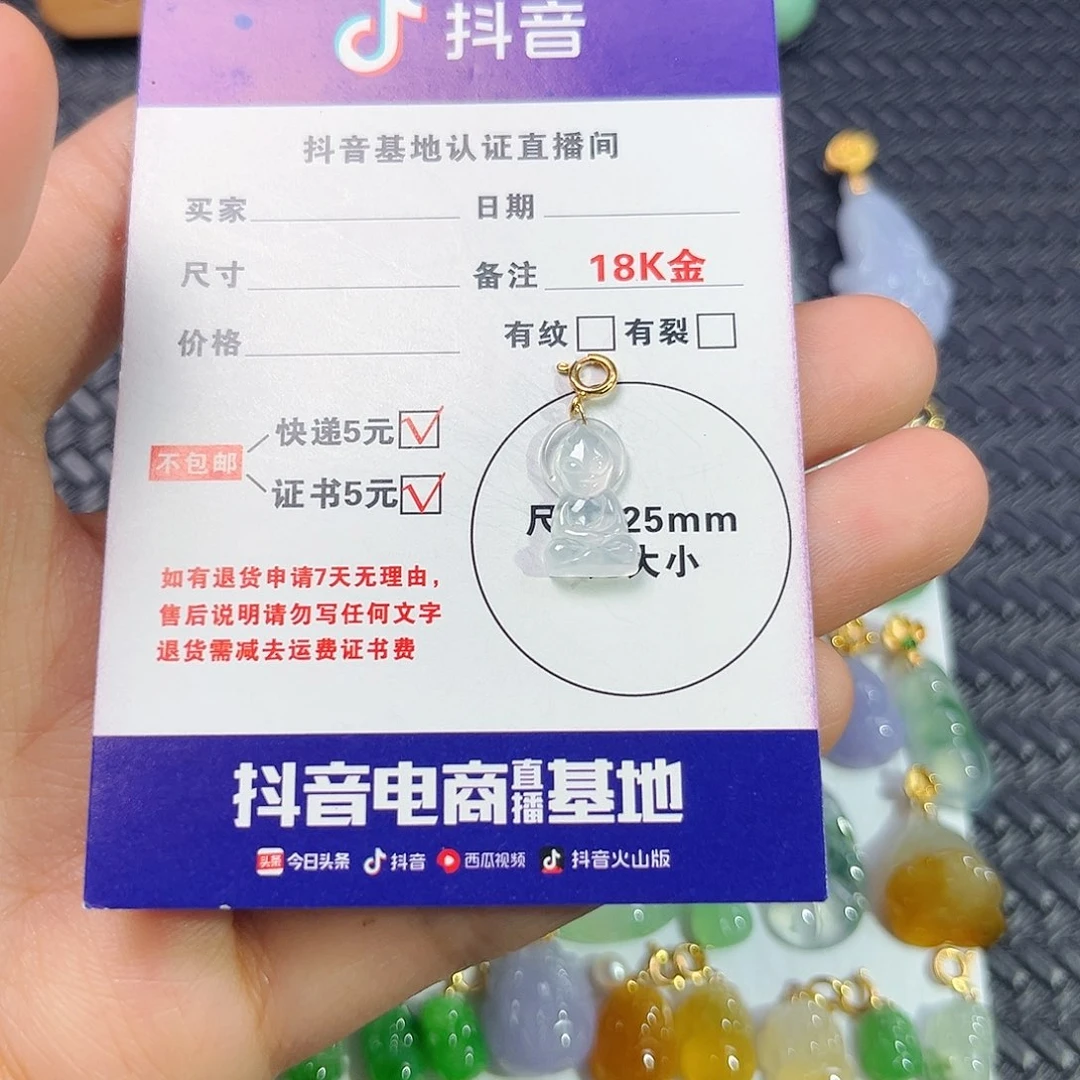 抖音
抖音基地认证直播间
买家 日期
尺寸 备注 18K金
价格 有纹 有裂
不包邮 快递5元
证书5元
尺 25mm
大小
如有退货申请7天无理由,
售后说明请勿写任何文字
退货需减去运费证书费
抖音电商直播基地
头条 今日头条 抖音 西瓜视频 抖音火山版